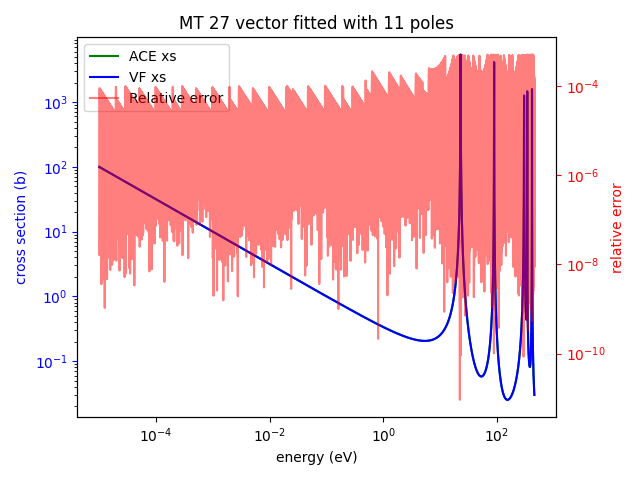 MT 27 vector fitted with 11 poles
ACE xs
VF xs
Relative error
cross section (b)
10³
10²
10¹
10⁰
10⁻¹
10⁻⁴
10⁻⁶
10⁻⁸
10⁻¹⁰
relative error
10⁻⁴
10⁻²
10⁰
10²
energy (eV)